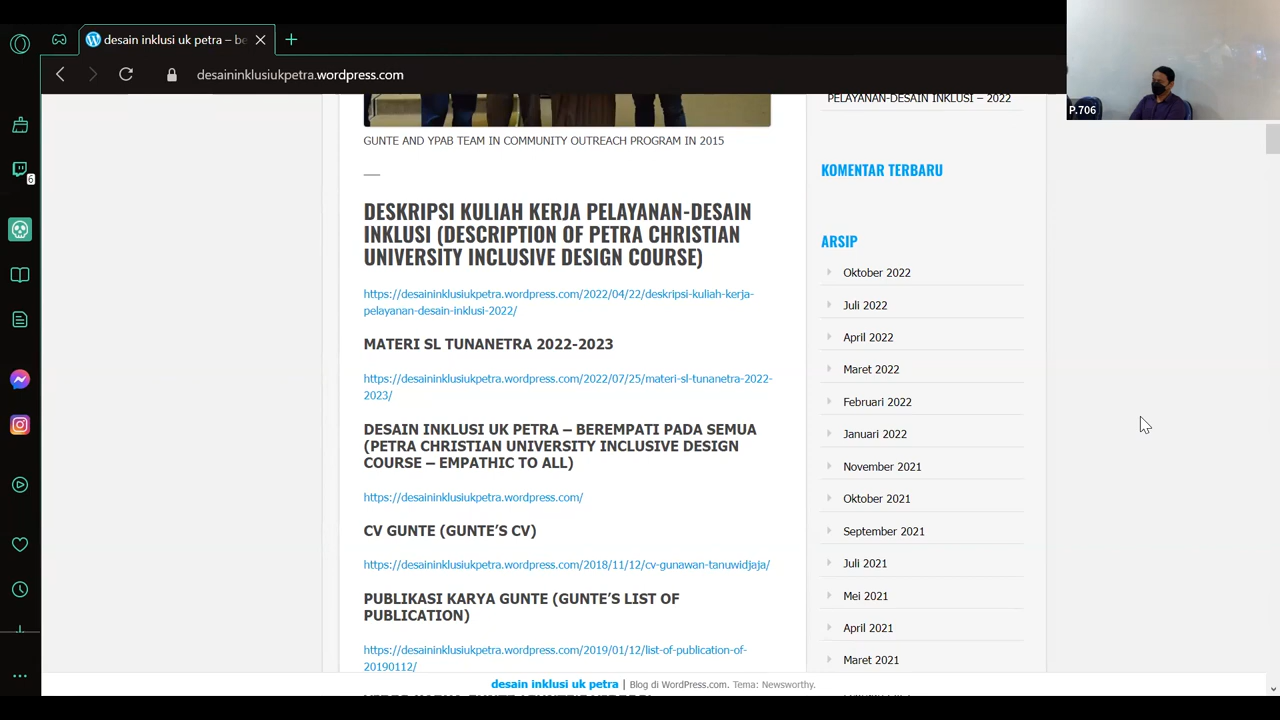 desain inklusi uk petra – be
desaininklusiukpetra.wordpress.com
P.706
6
GUNTE AND YPAB TEAM IN COMMUNITY OUTREACH PROGRAM IN 2015
DESKRIPSI KULIAH KERJA PELAYANAN-DESAIN
INKLUSI (DESCRIPTION OF PETRA CHRISTIAN
UNIVERSITY INCLUSIVE DESIGN COURSE)
https://desaininklusiukpetra.wordpress.com/2022/04/22/deskripsi-kuliah-kerja-
pelayanan-desain-inklusi-2022/
MATERI SL TUNANETRA 2022-2023
https://desaininklusiukpetra.wordpress.com/2022/07/25/materi-sl-tunanetra-2022-
2023/
DESAIN INKLUSI UK PETRA – BEREMPATI PADA SEMUA
(PETRA CHRISTIAN UNIVERSITY INCLUSIVE DESIGN
COURSE – EMPATHIC TO ALL)
https://desaininklusiukpetra.wordpress.com/
CV GUNTE (GUNTE'S CV)
https://desaininklusiukpetra.wordpress.com/2018/11/12/cv-gunawan-tanuwidjaja/
PUBLIKASI KARYA GUNTE (GUNTE'S LIST OF
PUBLICATION)
https://desaininklusiukpetra.wordpress.com/2019/01/12/list-of-publication-of-
20190112/
PELAYANAN-DESAIN INKLUSI – 2022
KOMENTAR TERBARU
ARSIP
Oktober 2022
Juli 2022
April 2022
Maret 2022
Februari 2022
Januari 2022
November 2021
Oktober 2021
September 2021
Juli 2021
Mei 2021
April 2021
Maret 2021
desain inklusi uk petra | Blog di WordPress.com. Tema: Newsworthy.